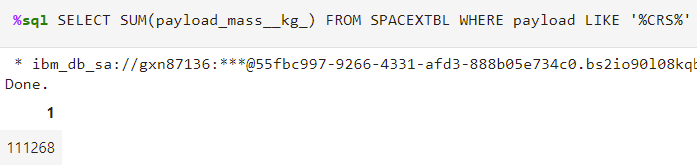 %sql SELECT SUM(payload_mass__kg_) FROM SPACEXTBL WHERE payload LIKE '%CRS%'
* ibm_db_sa://gxn87136:***@55fbc997-9266-4331-afd3-888b05e734c0.bs2io90l08kqb
Done.
1
111268